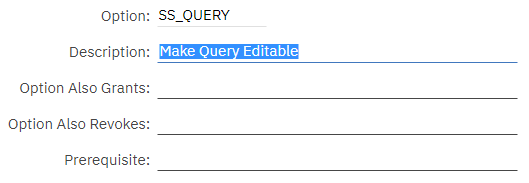 Option: SS_QUERY
Description: Make Query Editable
Option Also Grants:
Option Also Revokes:
Prerequisite: